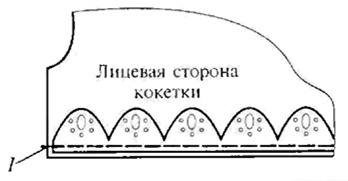 Лицевая сторона
кокетки
1